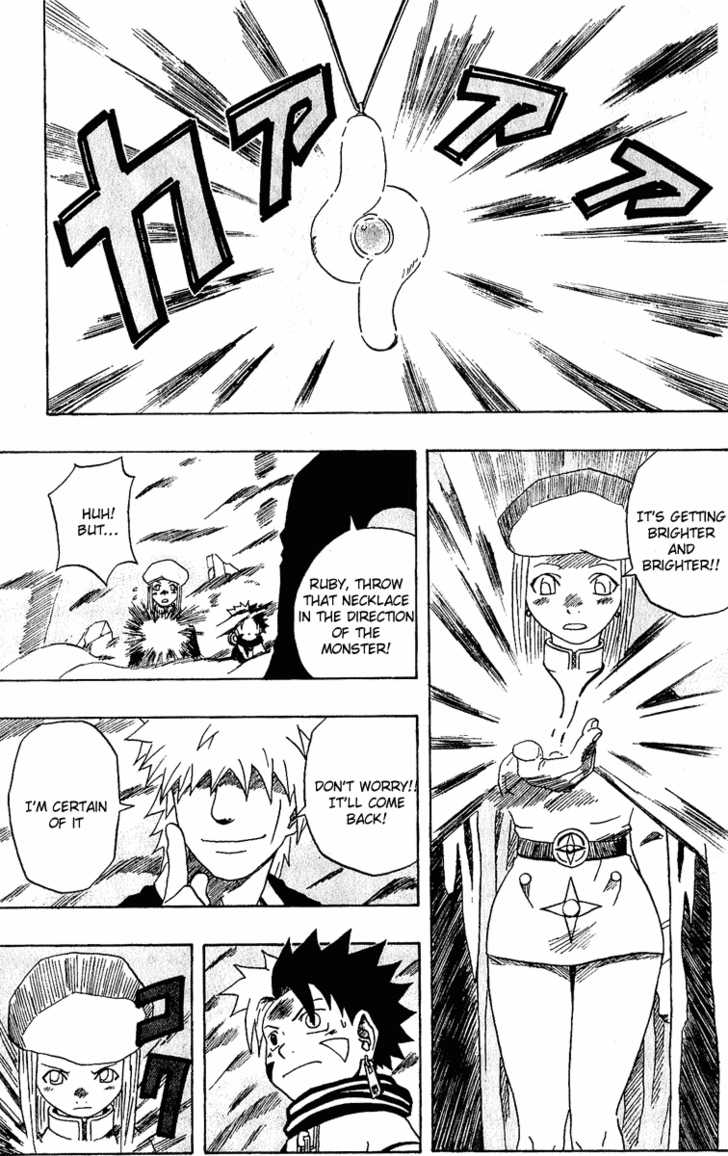 カァァァ
IT'S GETTING
BRIGHTER
AND
BRIGHTER!!
RUBY, THROW
THAT NECKLACE
IN THE DIRECTION
OF THE
MONSTER!
HUH!
BUT...
DON'T WORRY!!
IT'LL COME
BACK!
I'M CERTAIN
OF IT
コク